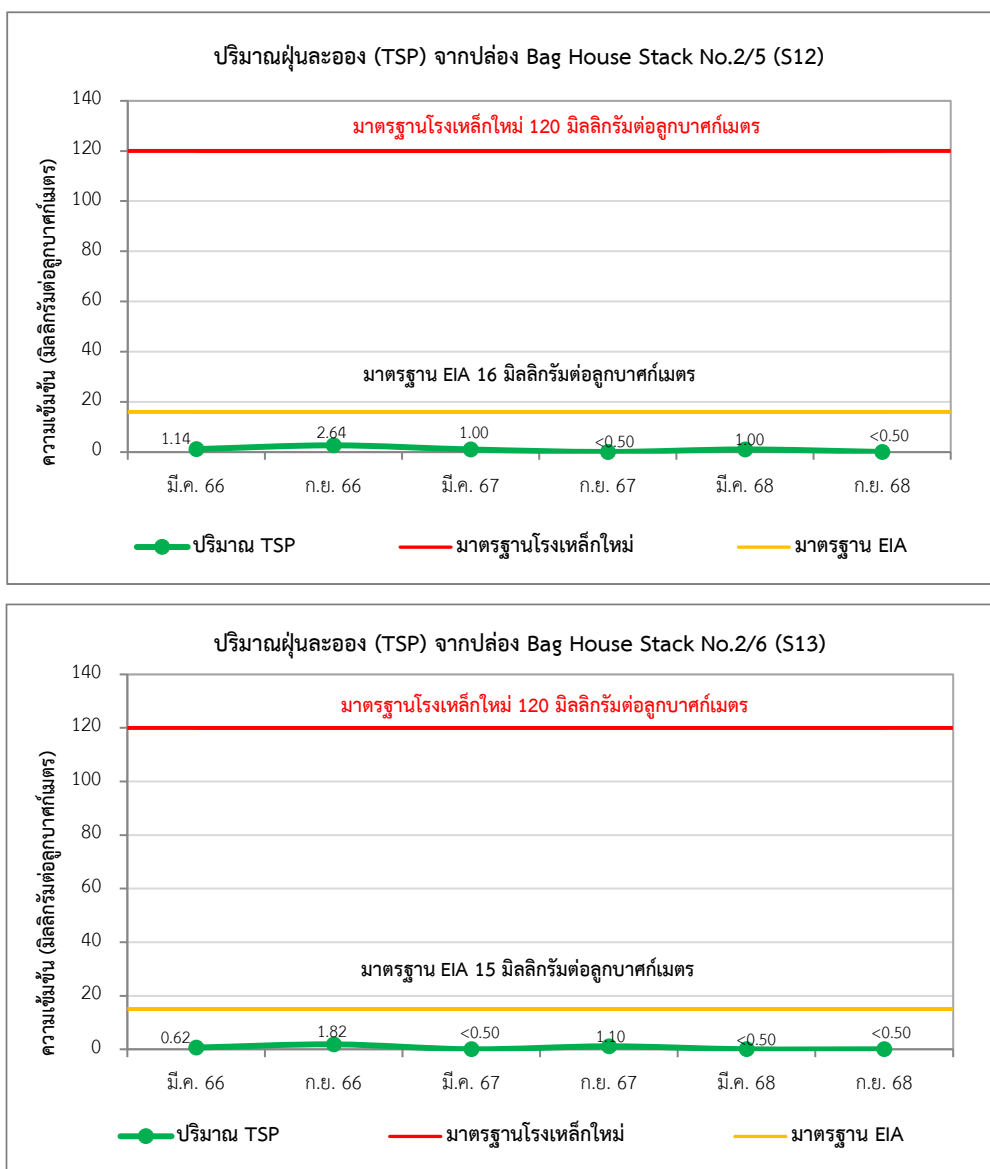 ปริมาณฝุ่นละออง (TSP) จากปล่อง Bag House Stack No.2/5 (S12)
ความเข้มข้น (มิลลิกรัมต่อลูกบาศก์เมตร)
140
120
100
80
60
40
20
0
มาตรฐานโรงเหล็กใหม่ 120 มิลลิกรัมต่อลูกบาศก์เมตร
มาตรฐาน EIA 16 มิลลิกรัมต่อลูกบาศก์เมตร
1.14 2.64 1.00 <0.50 1.00 <0.50
มี.ค. 66 ก.ย. 66 มี.ค. 67 ก.ย. 67 มี.ค. 68 ก.ย. 68
ปริมาณ TSP มาตรฐานโรงเหล็กใหม่ มาตรฐาน EIA
ปริมาณฝุ่นละออง (TSP) จากปล่อง Bag House Stack No.2/6 (S13)
ความเข้มข้น (มิลลิกรัมต่อลูกบาศก์เมตร)
140
120
100
80
60
40
20
0
มาตรฐานโรงเหล็กใหม่ 120 มิลลิกรัมต่อลูกบาศก์เมตร
มาตรฐาน EIA 15 มิลลิกรัมต่อลูกบาศก์เมตร
0.62 1.82 <0.50 1.10 <0.50 <0.50
มี.ค. 66 ก.ย. 66 มี.ค. 67 ก.ย. 67 มี.ค. 68 ก.ย. 68
ปริมาณ TSP มาตรฐานโรงเหล็กใหม่ มาตรฐาน EIA